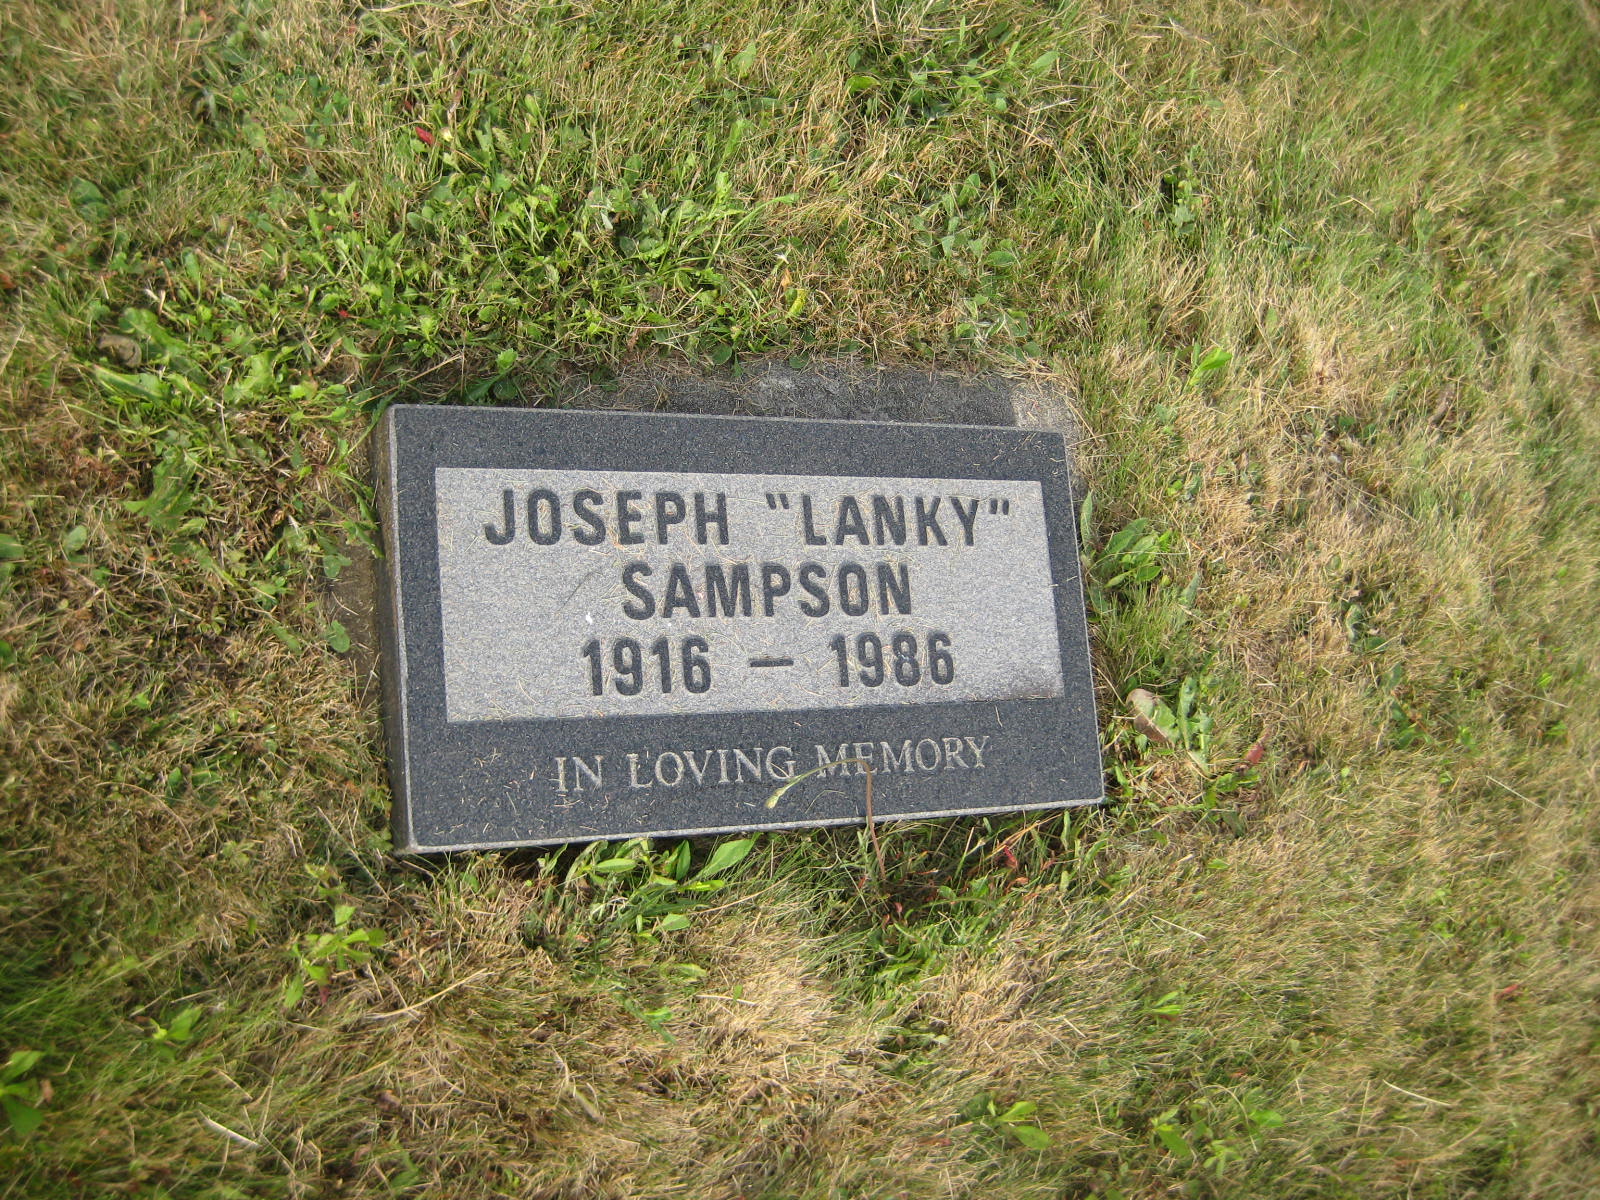 JOSEPH "LANKY"
SAMPSON
1916 — 1986
IN LOVING MEMORY